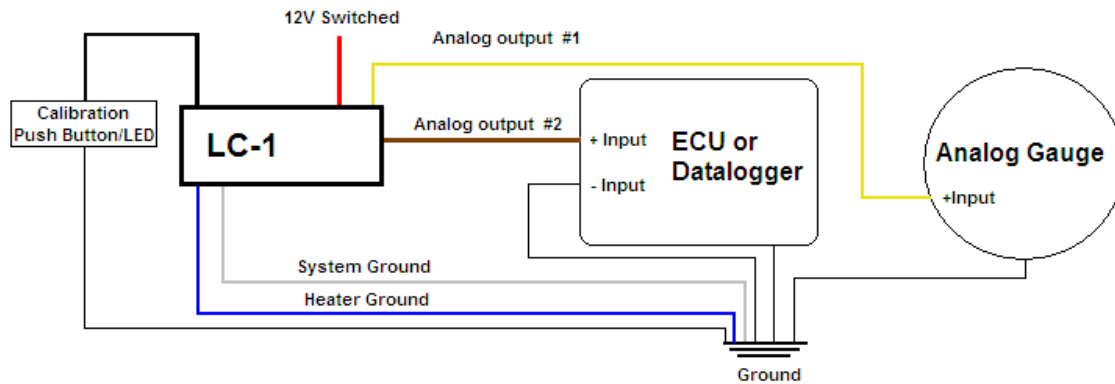 12V Switched
Analog output #1
Calibration
Push Button/LED
LC-1
Analog output #2
+ Input
- Input
ECU or
Datalogger
Analog Gauge
+Input
System Ground
Heater Ground
Ground